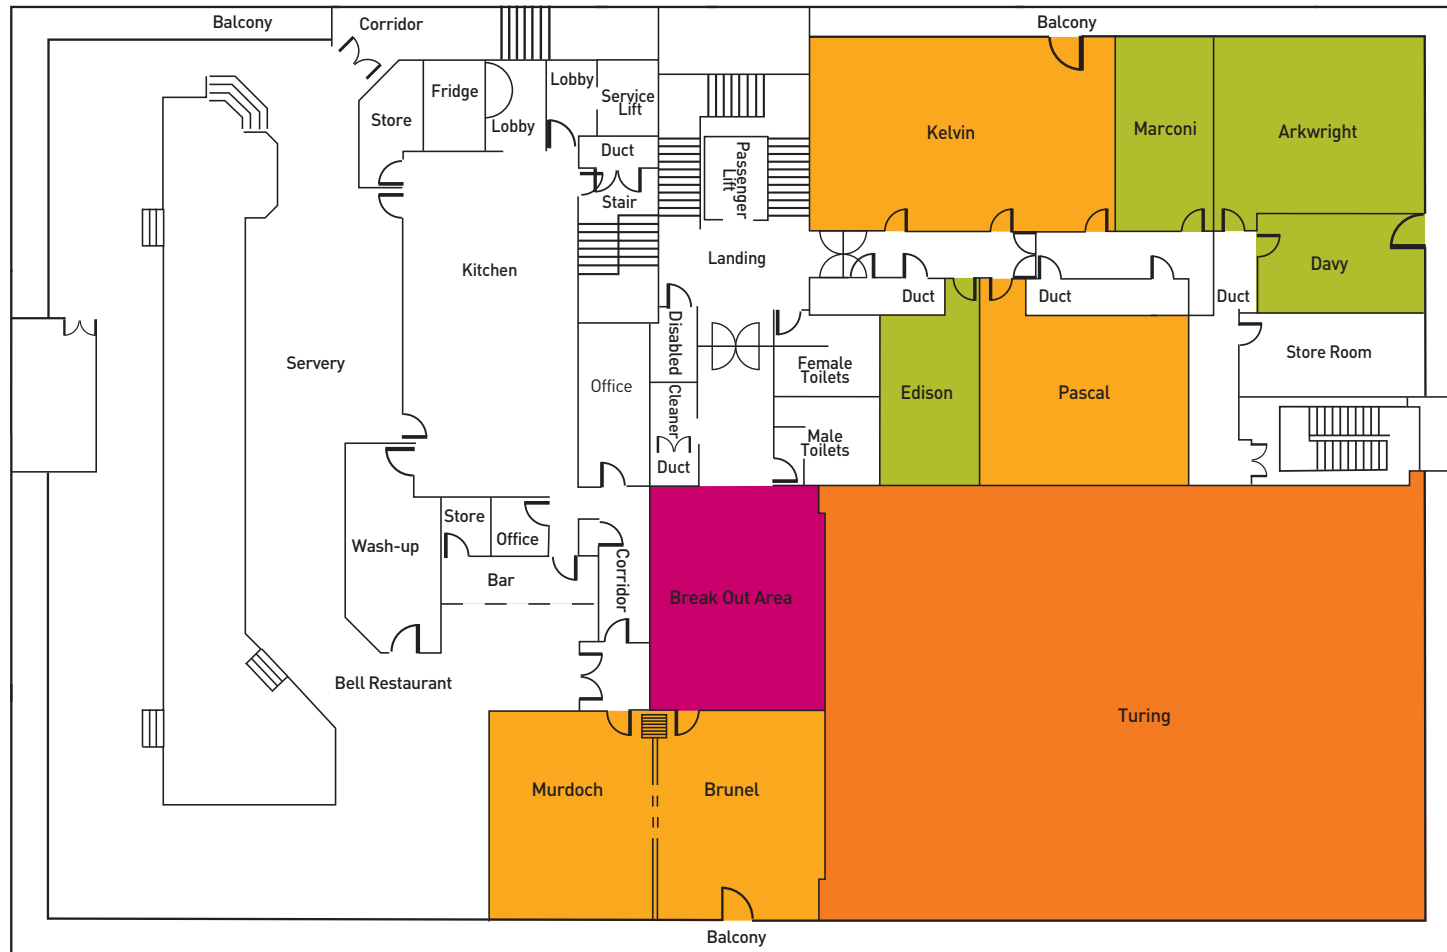 Balcony
Corridor
Balcony
Lobby
Fridge
Service
Lift
Store
Lobby
Kelvin
Marconi
Arkwright
Duct
Passenger
Lift
Stair
Landing
Davy
Kitchen
Duct
Duct
Duct
Disabled
Servery
Office
Female
Toilets
Store Room
Edison
Pascal
Cleaner
Male
Toilets
Duct
Store
Office
Wash-up
Bar
Corridor
Break Out Area
Bell Restaurant
Turing
Murdoch
Brunel
Balcony